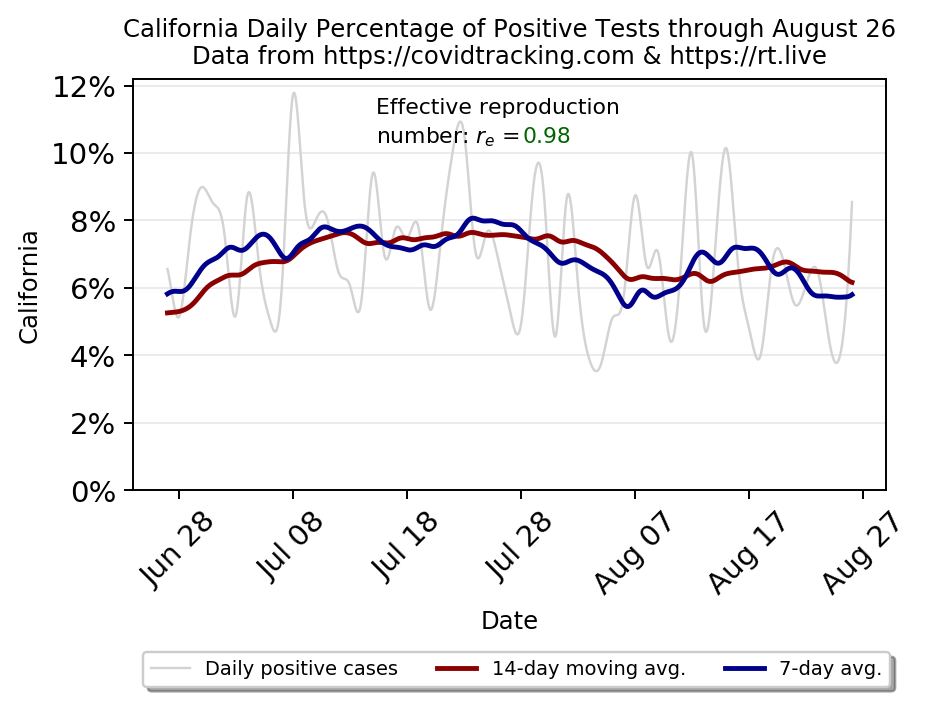 California Daily Percentage of Positive Tests through August 26
Data from https://covidtracking.com & https://rt.live
Effective reproduction
number: r_e = 0.98
12%
10%
8%
6%
4%
2%
0%
California
Jun 28
Jul 08
Jul 18
Jul 28
Aug 07
Aug 17
Aug 27
Date
Daily positive cases
14-day moving avg.
7-day avg.